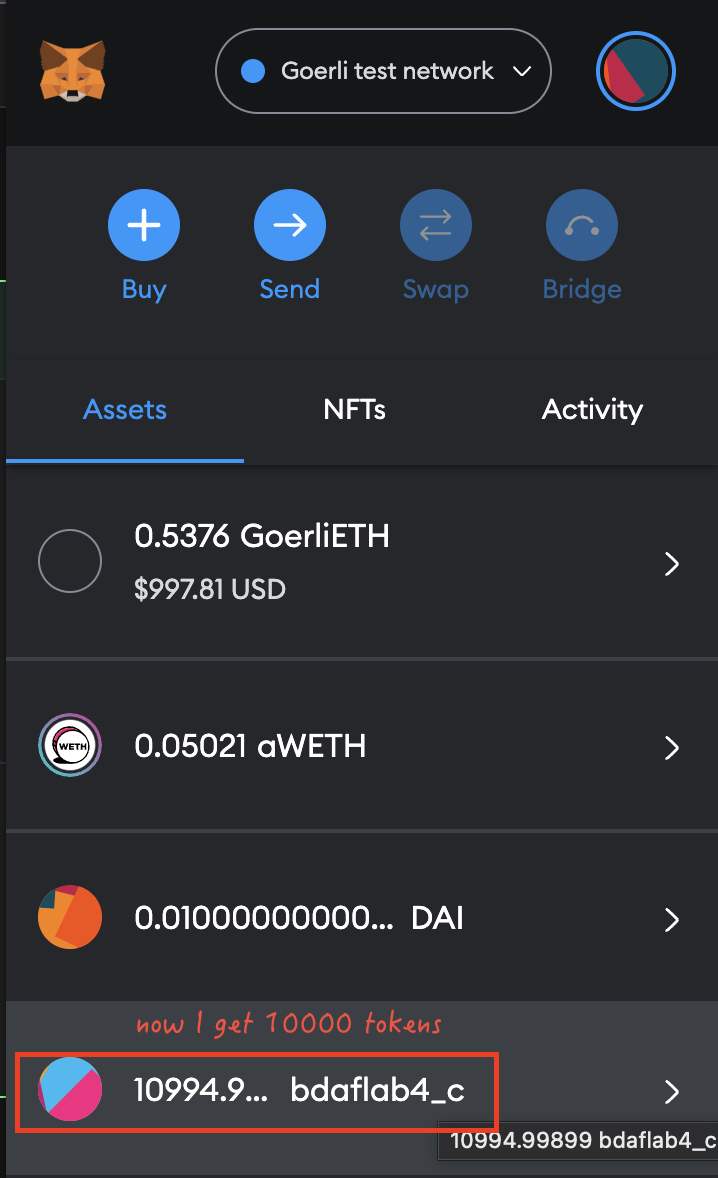 Goerli test network
Buy Send Swap Bridge
Assets NFTs Activity
0.5376 GoerliETH
$997.81 USD
WETH
0.05021 aWETH
0.01000000000... DAI
now I get 10000 tokens
10994.9... bdaflab4_c
10994.99899 bdaflab4_c